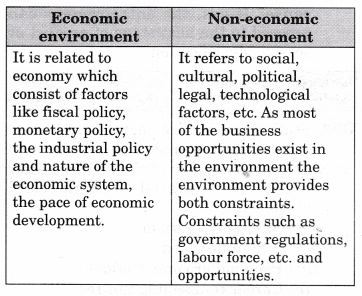 Economic
environment
Non-economic
environment
It is related to
economy which
consist of factors
like fiscal policy,
monetary policy,
the industrial policy
and nature of the
economic system,
the pace of economic
development.
It refers to social,
cultural, political,
legal, technological
factors, etc. As most
of the business
opportunities exist in
the environment the
environment provides
both constraints.
Constraints such as
government regulations,
labour force, etc. and
opportunities.